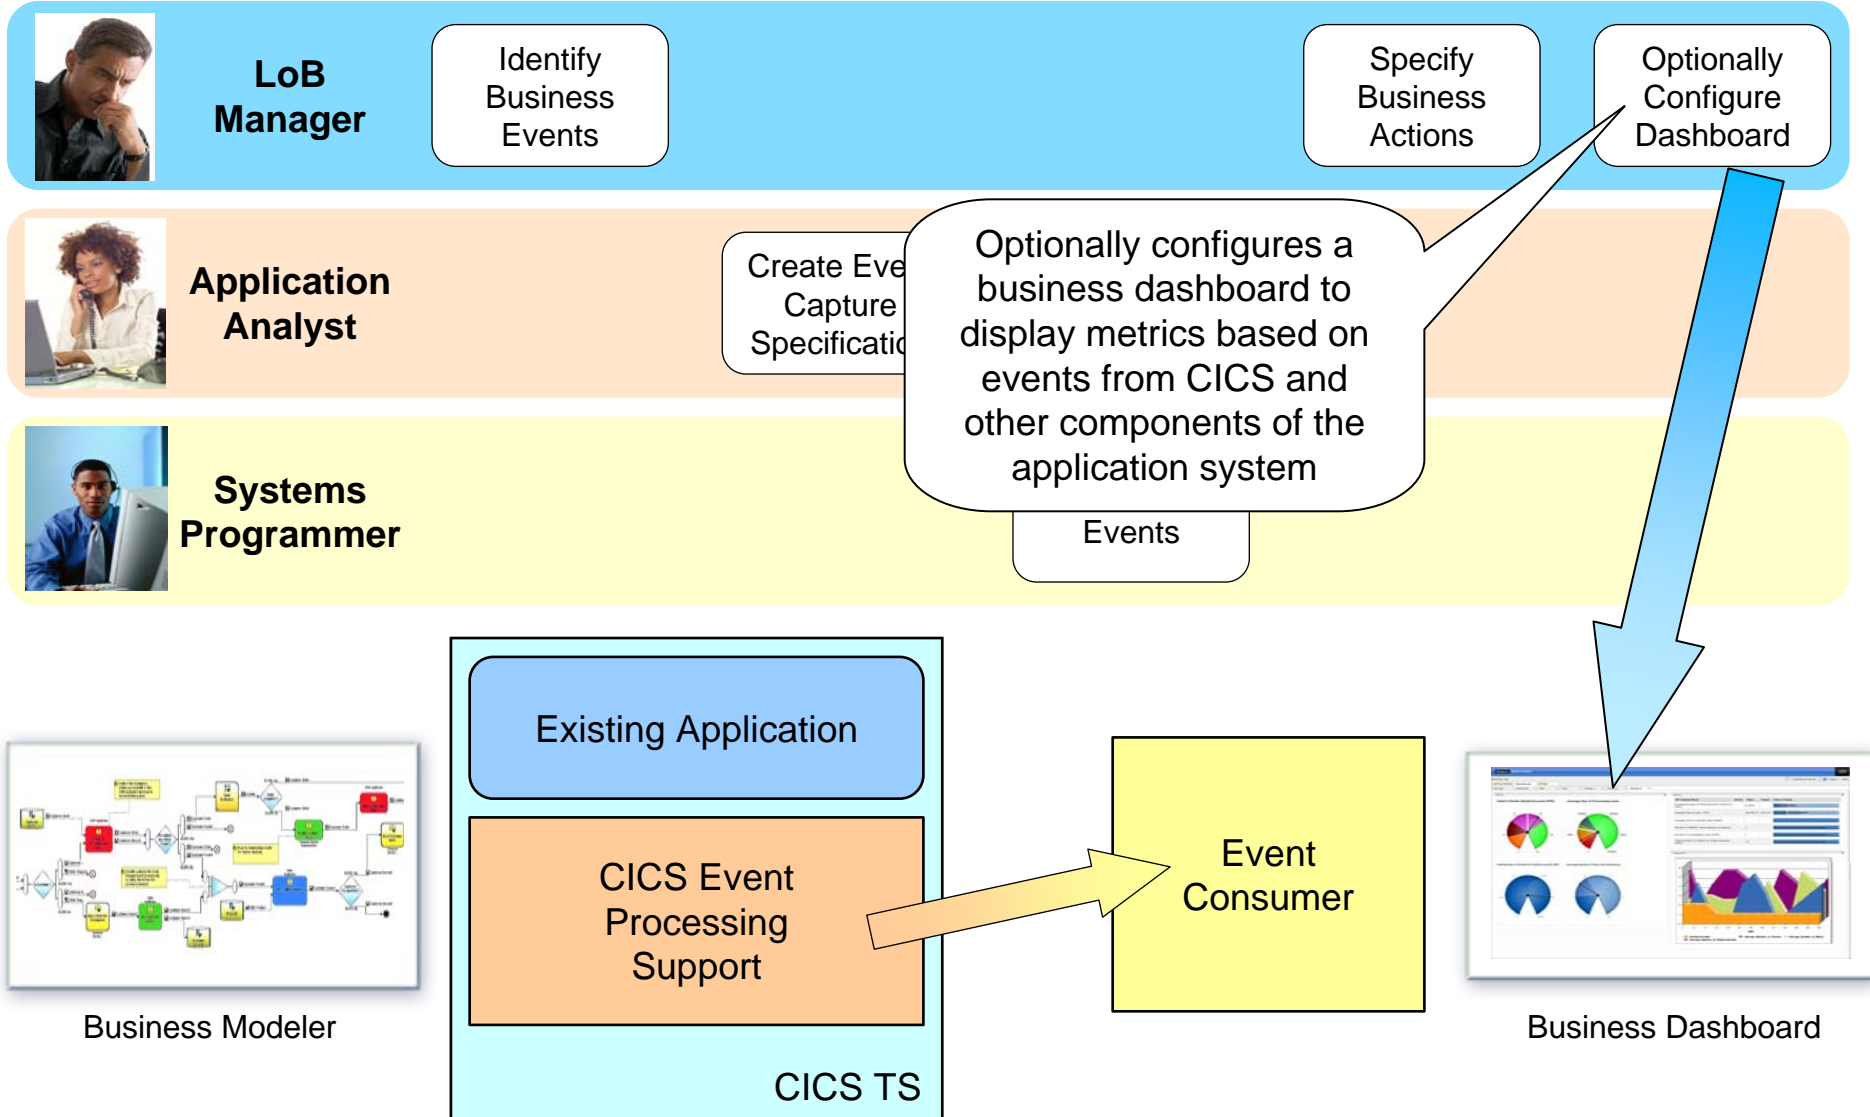 LoB
Manager
Identify
Business
Events
Specify
Business
Actions
Optionally
Configure
Dashboard
Application
Analyst
Create Eve
Capture
Specificatio
Optionally configures a
business dashboard to
display metrics based on
events from CICS and
other components of the
application system
Systems
Programmer
Events
Existing Application
CICS Event
Processing
Support
CICS TS
Event
Consumer
Business Modeler
Business Dashboard